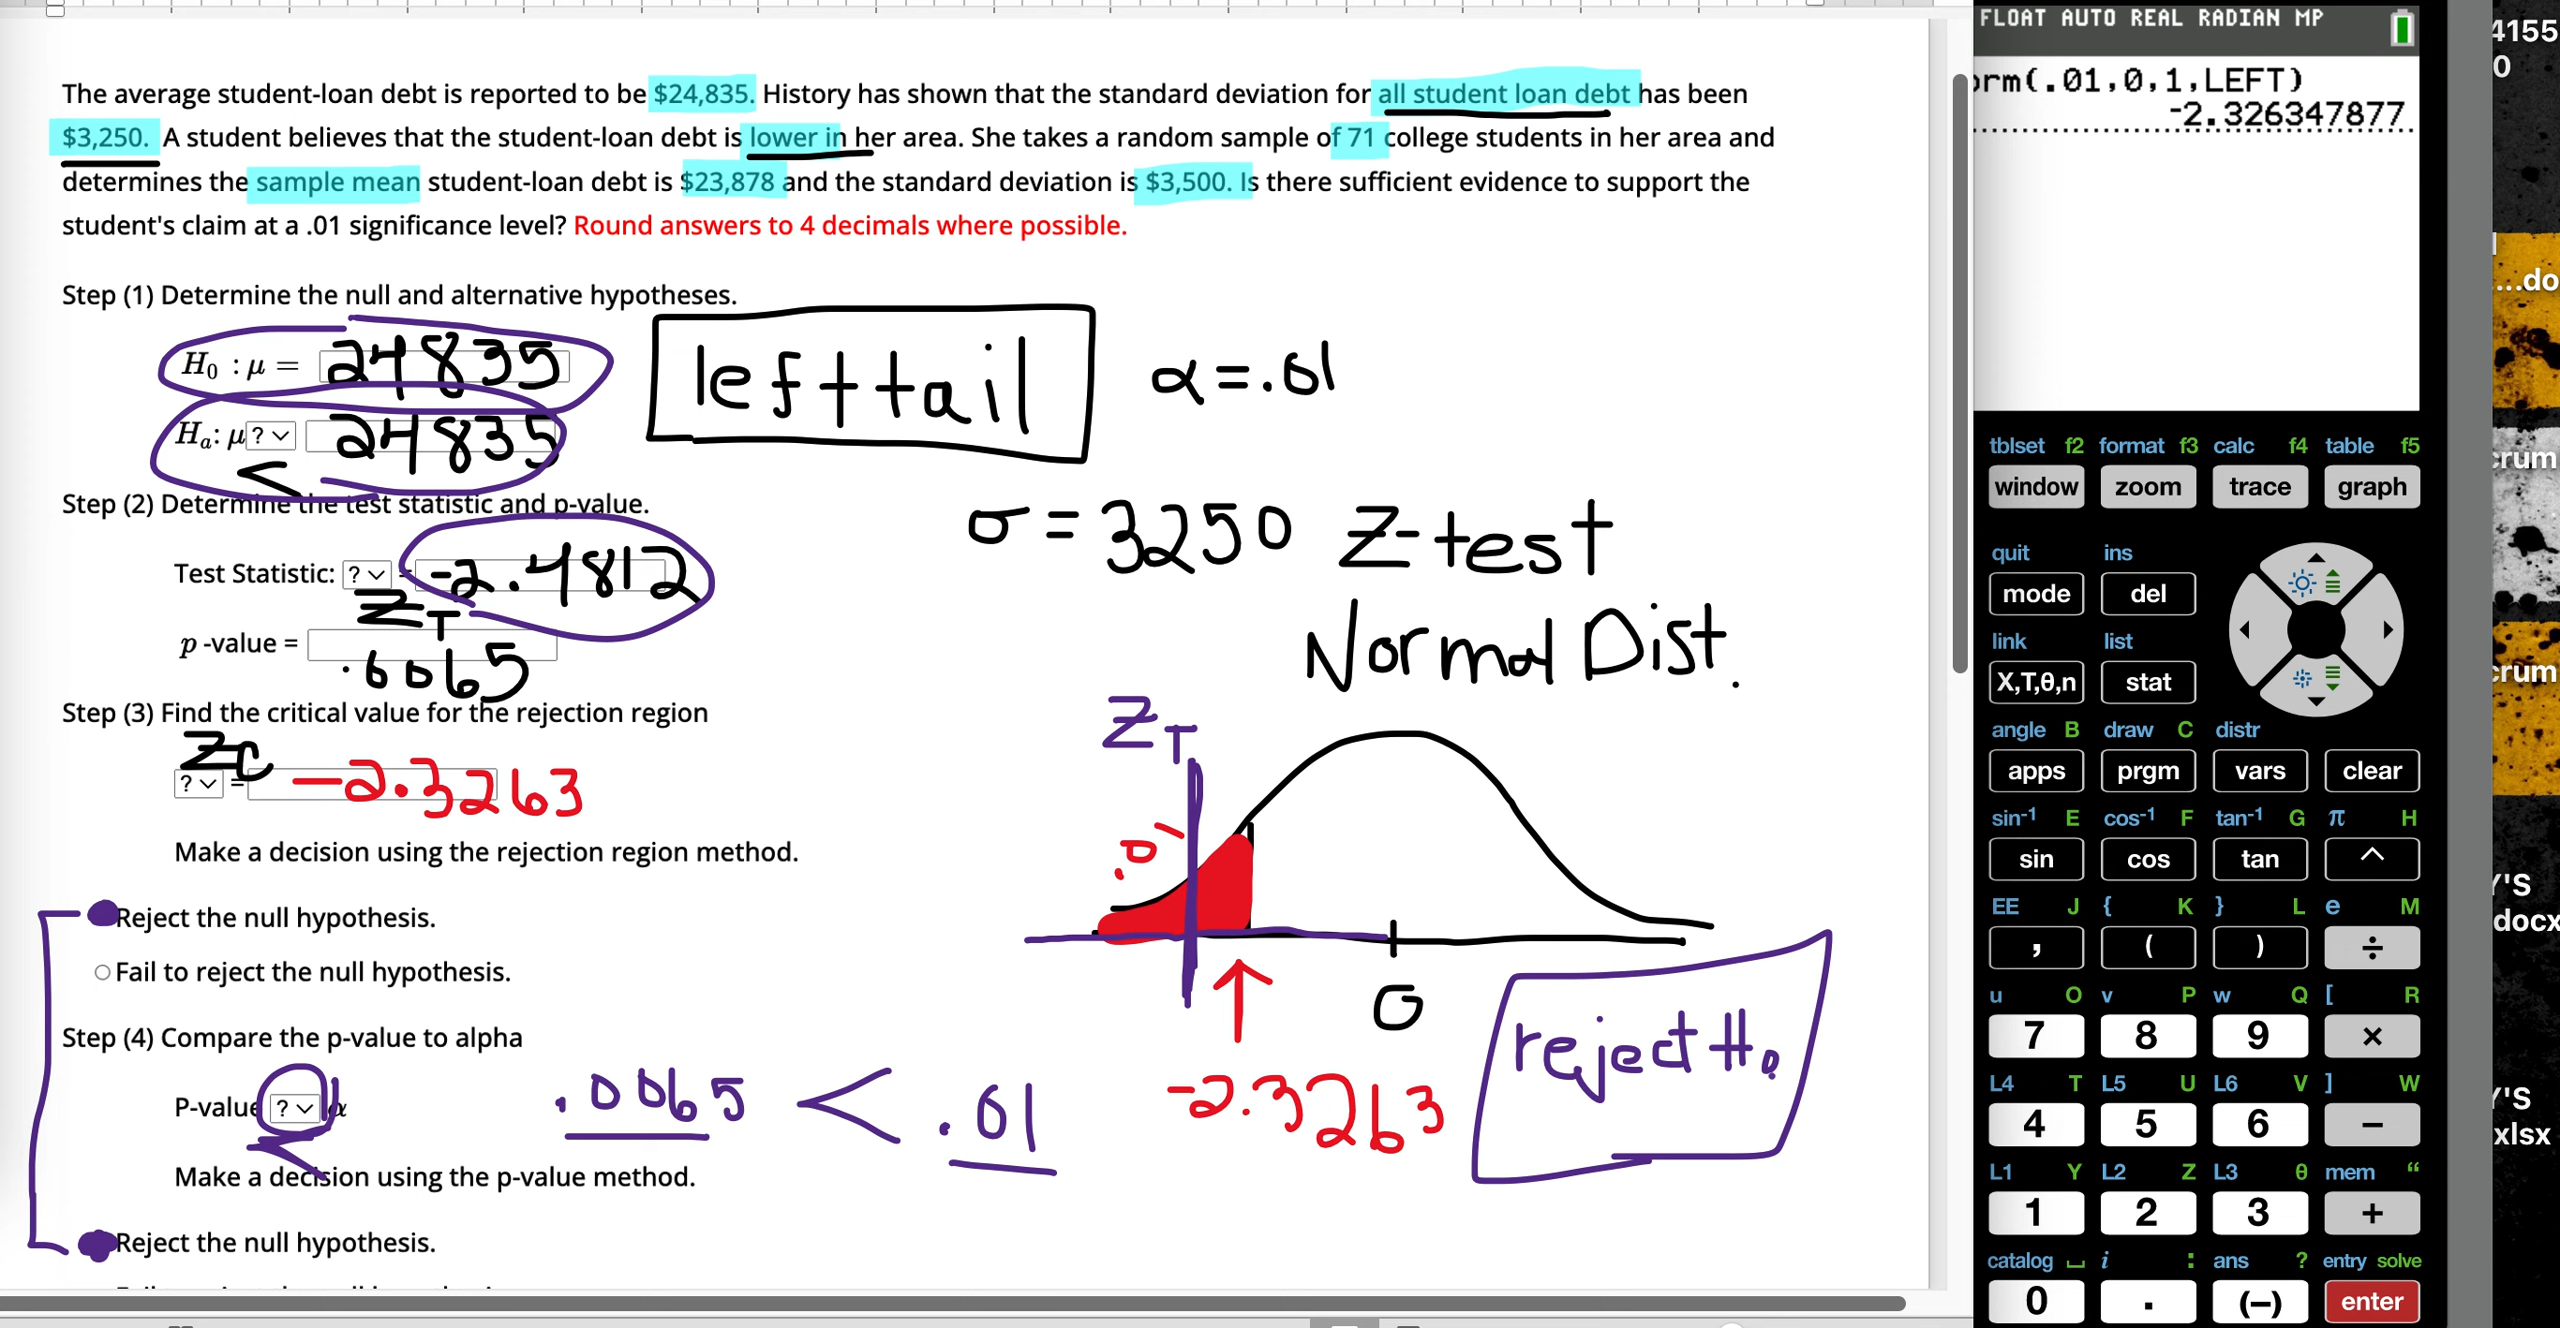 The average student-loan debt is reported to be $24,835. History has shown that the standard deviation for all student loan debt has been
$3,250. A student believes that the student-loan debt is lower in her area. She takes a random sample of 71 college students in her area and
determines the sample mean student-loan debt is $23,878 and the standard deviation is $3,500. Is there sufficient evidence to support the
student's claim at a .01 significance level? Round answers to 4 decimals where possible.
Step (1) Determine the null and alternative hypotheses.
H0 : μ = 24835
left tail
α = .01
Ha: μ ? 24835
<
Step (2) Determine the test statistic and p-value.
σ = 3250 Z-test
Test Statistic: ? = -2.4812
ZT
Normal Dist.
p -value =
.0065
Step (3) Find the critical value for the rejection region
ZC
? = -2.3263
ZT
.01
Make a decision using the rejection region method.
Reject the null hypothesis.
Fail to reject the null hypothesis.
0
-2.3263
reject H0
Step (4) Compare the p-value to alpha
P-value ? α
<
.0065 < .01
Make a decision using the p-value method.
Reject the null hypothesis.
FLOAT AUTO REAL RADIAN MP
orm(.01,0,1,LEFT)
-2.326347877
tblset f2 format f3 calc f4 table f5
window zoom trace graph
quit ins
mode del
link list
X,T,θ,n stat
angle B draw C distr
apps prgm vars clear
sin-1 E cos-1 F tan-1 G π H
sin cos tan ^
EE J { K } L e M
, ( ) ÷
u O v P w Q [ R
7 8 9 ×
L4 T L5 U L6 V ] W
4 5 6 −
L1 Y L2 Z L3 θ mem “
1 2 3 +
catalog i : ans ? entry solve
0 . (−) enter
4155
0
...do
crum
crum
Y'S
docx
Y'S
xlsx